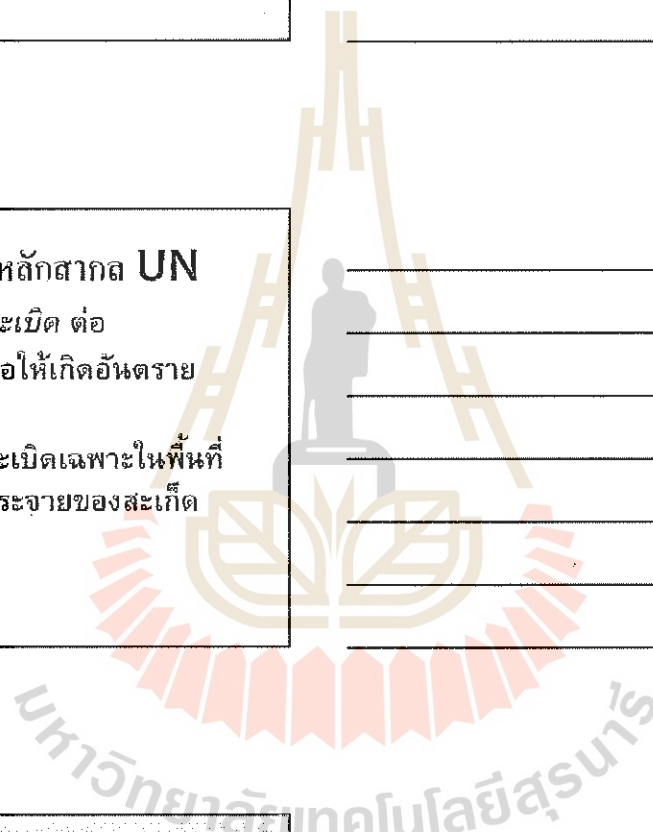 หลักสากล UN
ะเบิด ต่อ
อให้เกิดอันตราย
ะเบิดเฉพาะในพื้นที่
ระจายของสะเก็ด
มหาวิทยาลัยเทคโนโลยีสุรนารี